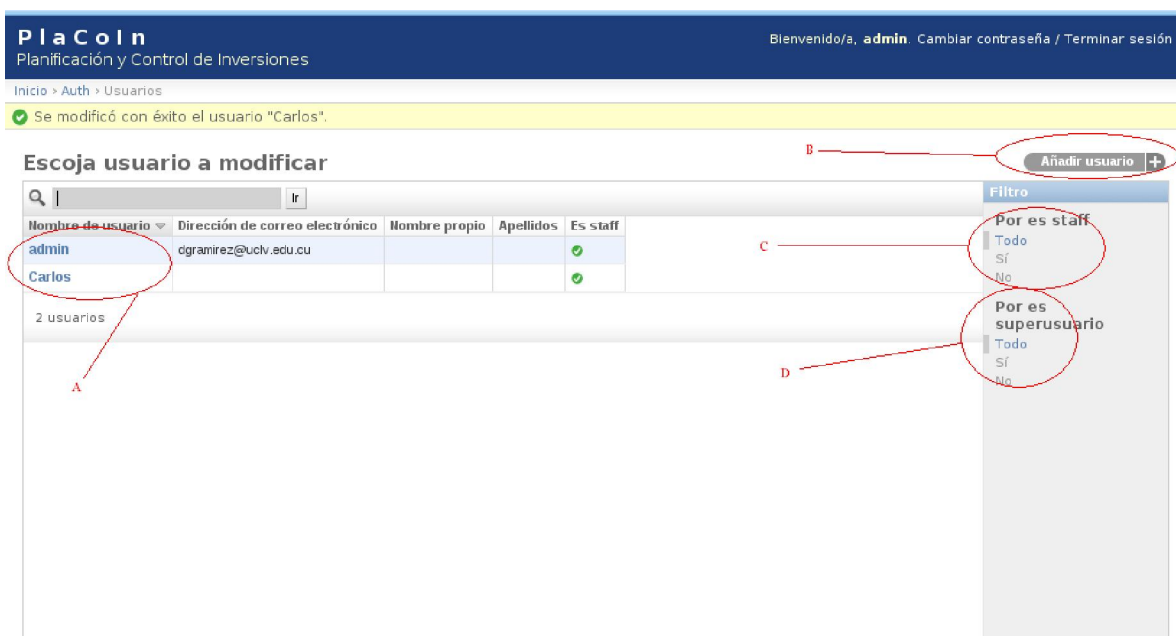 PlaCoIn
Bienvenido/a, admin. Cambiar contraseña / Terminar sesión
Planificación y Control de Inversiones
Inicio › Auth › Usuarios
Se modificó con éxito el usuario "Carlos".
Escoja usuario a modificar
B
Añadir usuario +
Ir
Filtro
Nombre de usuario Dirección de correo electrónico Nombre propio Apellidos Es staff
admin dgramirez@uclv.edu.cu
Carlos
2 usuarios
A
C
Por es staff
Todo
Sí
No
D
Por es
superusuario
Todo
Sí
No